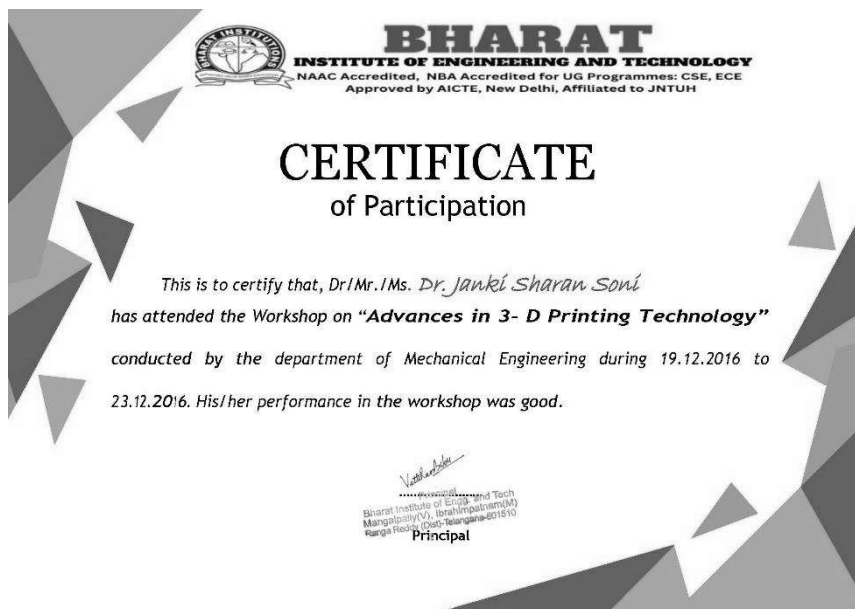 BHARAT INSTITUTIONS
BHARAT
INSTITUTE OF ENGINEERING AND TECHNOLOGY
NAAC Accredited, NBA Accredited for UG Programmes: CSE, ECE
Approved by AICTE, New Delhi, Affiliated to JNTUH
CERTIFICATE
of Participation
This is to certify that, Dr/Mr./Ms. Dr. Janki Sharan Soni
has attended the Workshop on “Advances in 3- D Printing Technology”
conducted by the department of Mechanical Engineering during 19.12.2016 to
23.12.2016. His/her performance in the workshop was good.
Principal
Bharat Institute of Engg. and Tech
Mangalpally(V), Ibrahimpatnam(M)
Ranga Reddy (Dist)-Telangana-501510
Principal